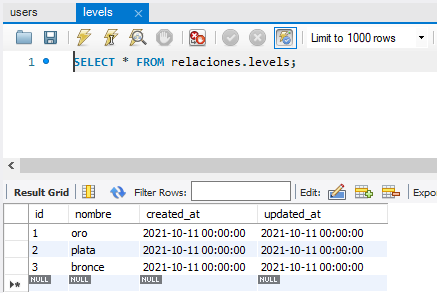 users levels
Limit to 1000 rows
1 SELECT * FROM relaciones.levels;
Result Grid Filter Rows: Edit: Expor
id nombre created_at updated_at
1 oro 2021-10-11 00:00:00 2021-10-11 00:00:00
2 plata 2021-10-11 00:00:00 2021-10-11 00:00:00
3 bronce 2021-10-11 00:00:00 2021-10-11 00:00:00
NULL NULL NULL NULL